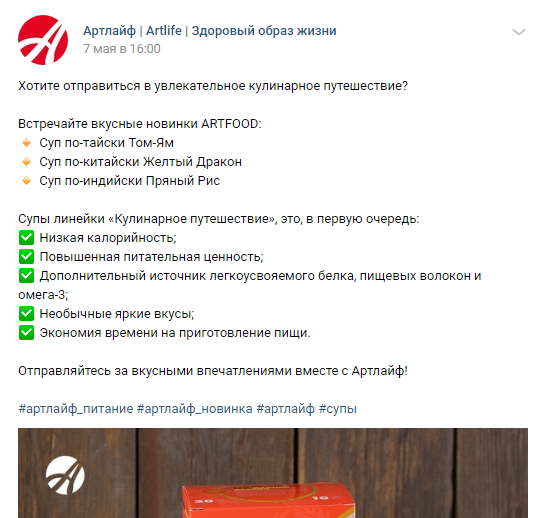 Артлайф | Artlife | Здоровый образ жизни
7 мая в 16:00
Хотите отправиться в увлекательное кулинарное путешествие?
Встречайте вкусные новинки ARTFOOD:
🔸 Суп по-тайски Том-Ям
🔸 Суп по-китайски Желтый Дракон
🔸 Суп по-индийски Пряный Рис
Супы линейки «Кулинарное путешествие», это, в первую очередь:
✅ Низкая калорийность;
✅ Повышенная питательная ценность;
✅ Дополнительный источник легкоусвояемого белка, пищевых волокон и
омега-3;
✅ Необычные яркие вкусы;
✅ Экономия времени на приготовление пищи.
Отправляйтесь за вкусными впечатлениями вместе с Артлайф!
#артлайф_питание #артлайф_новинка #артлайф #супы